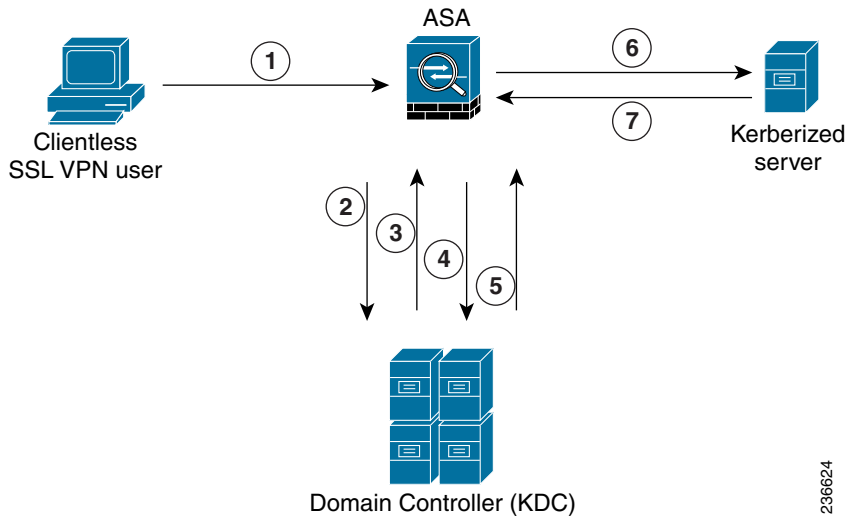 ASA
1
6
7
Clientless
SSL VPN user
Kerberized
server
2
3
4
5
Domain Controller (KDC)
236624